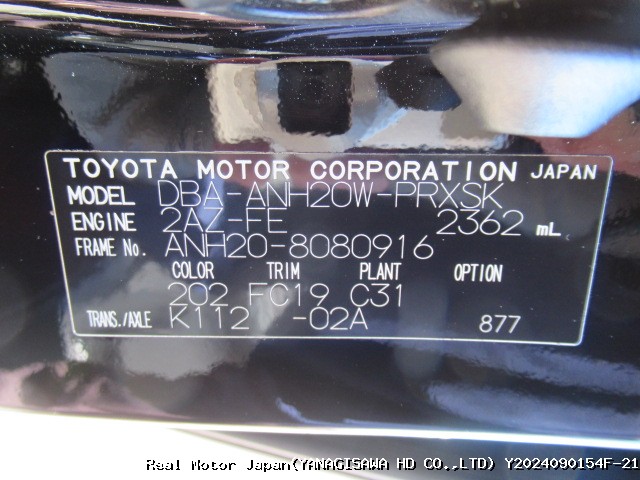 TOYOTA MOTOR CORPORATION JAPAN
MODEL DBA-ANH20W-PRXSK
ENGINE 2AZ-FE 2362 mL
FRAME No. ANH20-8080916
COLOR TRIM PLANT OPTION
202 FC19 C31
TRANS./AXLE K112 -02A 877
Real Motor Japan(YANAGISAWA HD CO.,LTD) Y2024090154F-21